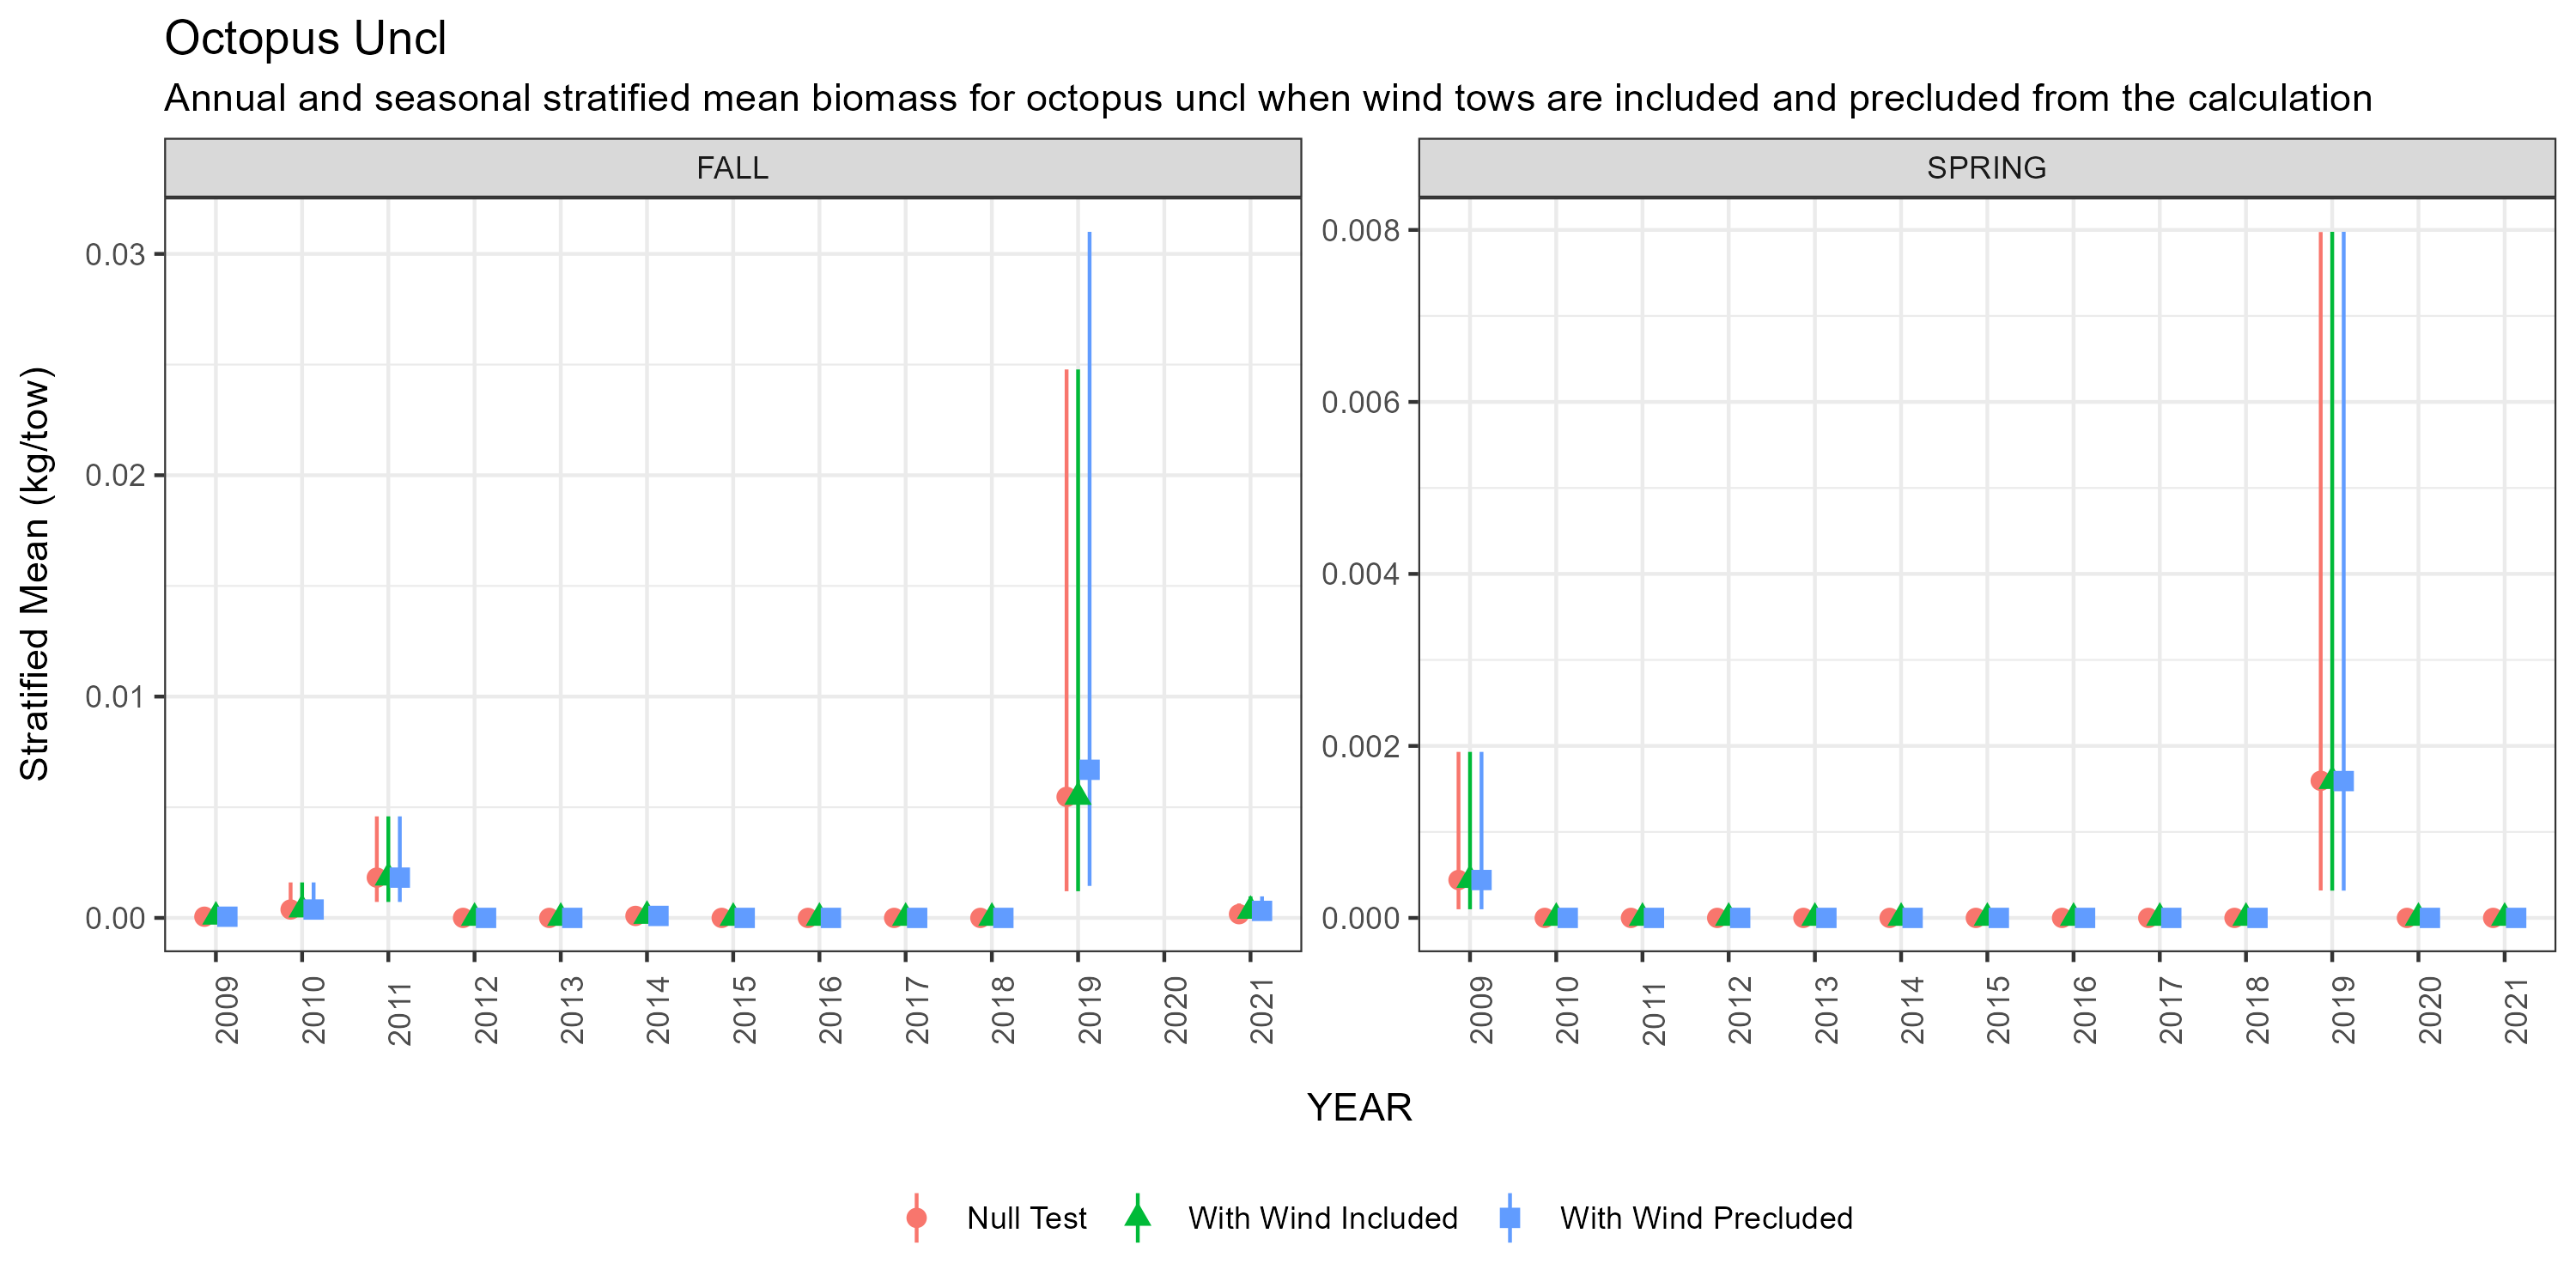 Octopus Uncl
Annual and seasonal stratified mean biomass for octopus uncl when wind tows are included and precluded from the calculation
FALL
SPRING
Stratified Mean (kg/tow)
0.03
0.02
0.01
0.00
0.008
0.006
0.004
0.002
0.000
2009 2010 2011 2012 2013 2014 2015 2016 2017 2018 2019 2020 2021
2009 2010 2011 2012 2013 2014 2015 2016 2017 2018 2019 2020 2021
YEAR
Null Test With Wind Included With Wind Precluded